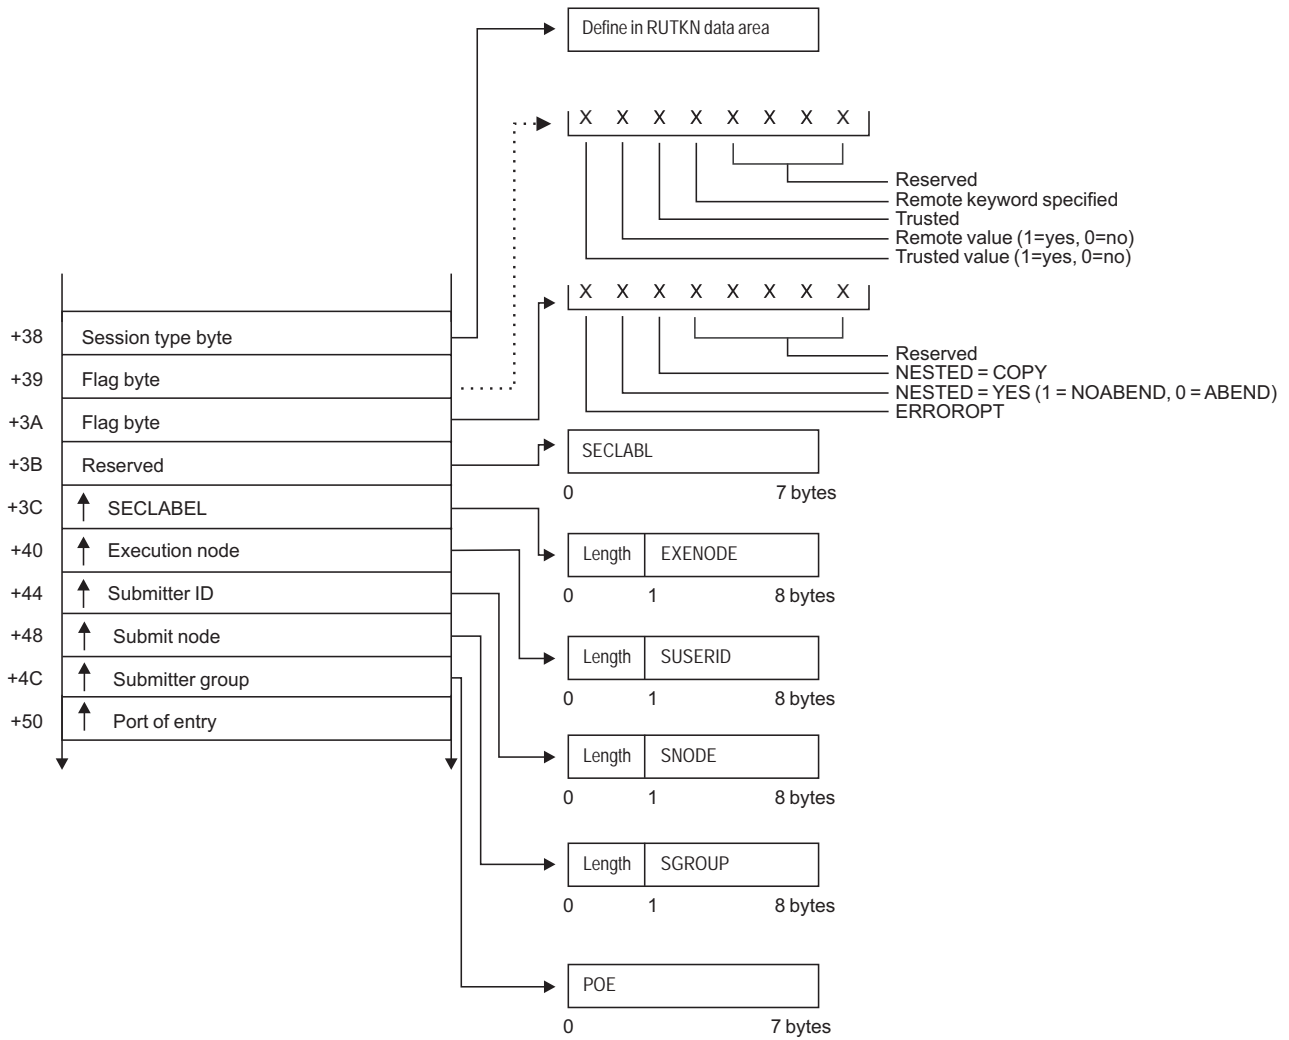 Define in RUTKN data area
X X X X X X X X
Reserved
Remote keyword specified
Trusted
Remote value (1=yes, 0=no)
Trusted value (1=yes, 0=no)
X X X X X X X X
Reserved
NESTED = COPY
NESTED = YES (1 = NOABEND, 0 = ABEND)
ERROROPT
+38 Session type byte
+39 Flag byte
+3A Flag byte
+3B Reserved
+3C SECLABEL
+40 Execution node
+44 Submitter ID
+48 Submit node
+4C Submitter group
+50 Port of entry
SECLABL
0 7 bytes
Length EXENODE
0 1 8 bytes
Length SUSERID
0 1 8 bytes
Length SNODE
0 1 8 bytes
Length SGROUP
0 1 8 bytes
POE
0 7 bytes